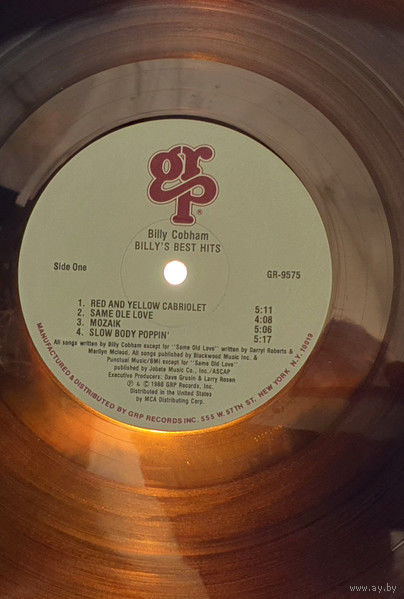 grp®
Billy Cobham
BILLY'S BEST HITS
Side One
GR-9575
1. RED AND YELLOW CABRIOLET 5:11
2. SAME OLE LOVE 4:08
3. MOZAIK 5:06
4. SLOW BODY POPPIN' 5:17
All songs written by Billy Cobham except for "Same Old Love" written by Darryl Roberts &
Marilyn Mcleod. All songs published by Blackwood Music Inc. &
Punctual Music/BMI except for "Same Old Love"
published by Jobete Music Co., Inc./ASCAP
Executive Producers: Dave Grusin & Larry Rosen
℗ & © 1988 GRP Records, Inc.
Distributed in the United States
by MCA Distributing Corp.
MANUFACTURED & DISTRIBUTED BY GRP RECORDS INC. 555 W. 57TH ST. NEW YORK N.Y. 10019
www.ay.by